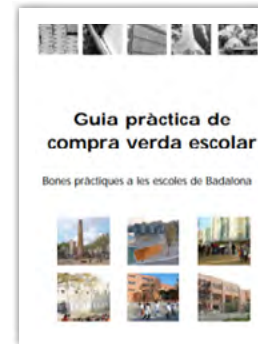 Guia pràctica de
compra verda escolar
Bones pràctiques a les escoles de Badalona